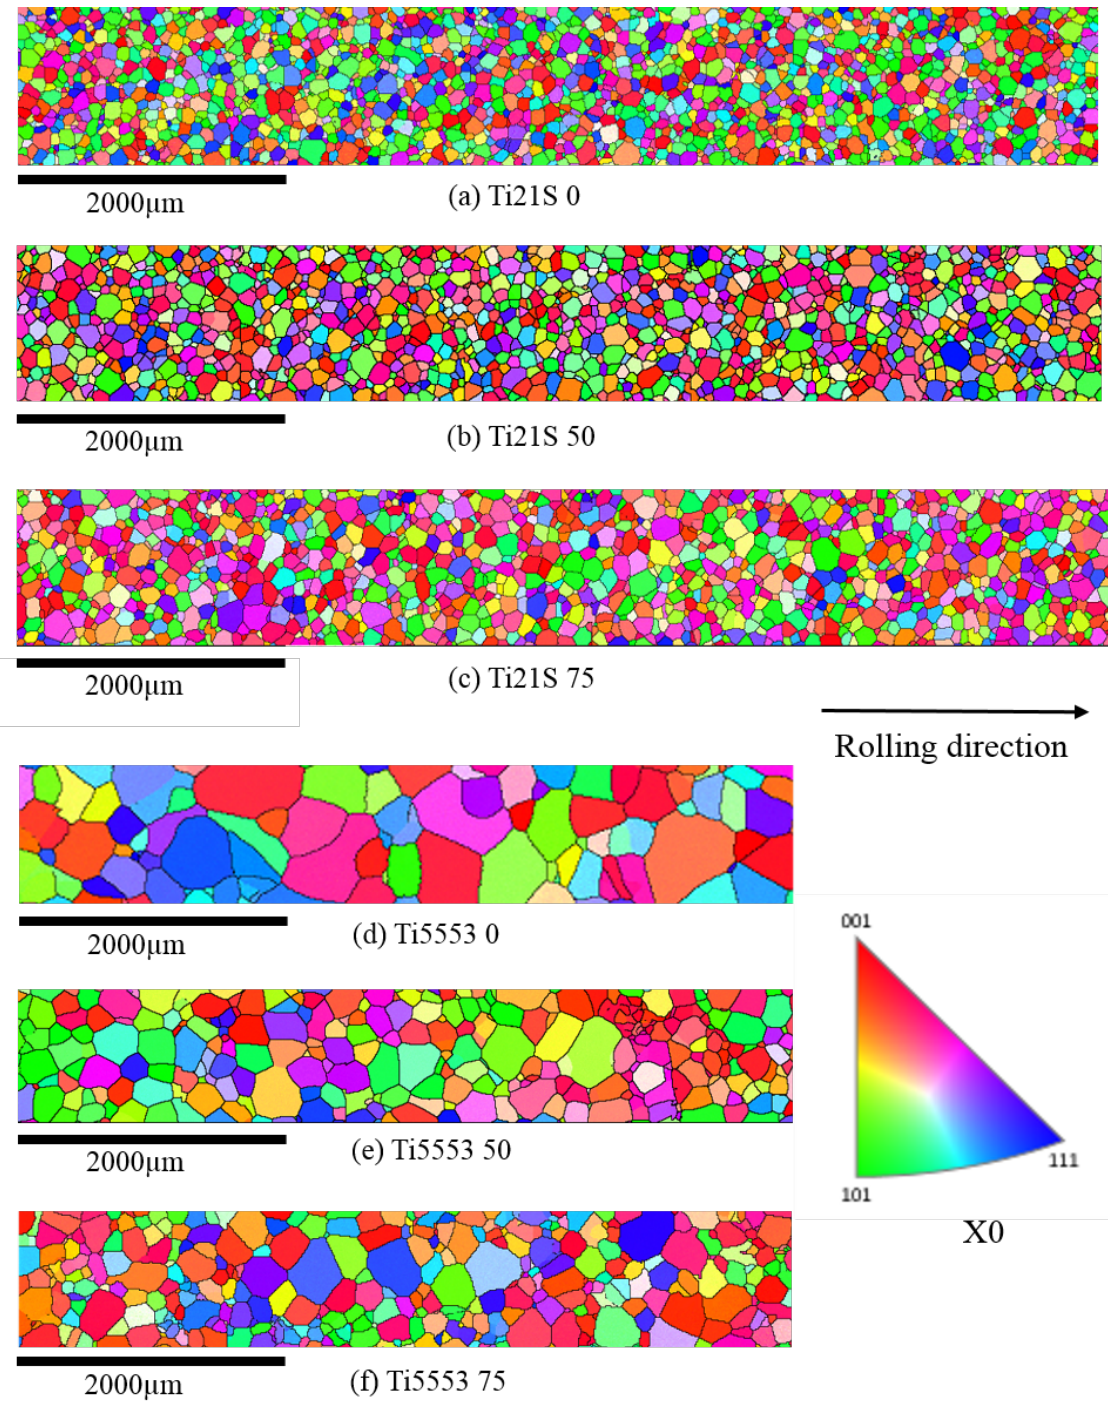 2000μm
(a) Ti21S 0
2000μm
(b) Ti21S 50
2000μm
(c) Ti21S 75
Rolling direction
2000μm
(d) Ti5553 0
001
101
111
X0
2000μm
(e) Ti5553 50
2000μm
(f) Ti5553 75